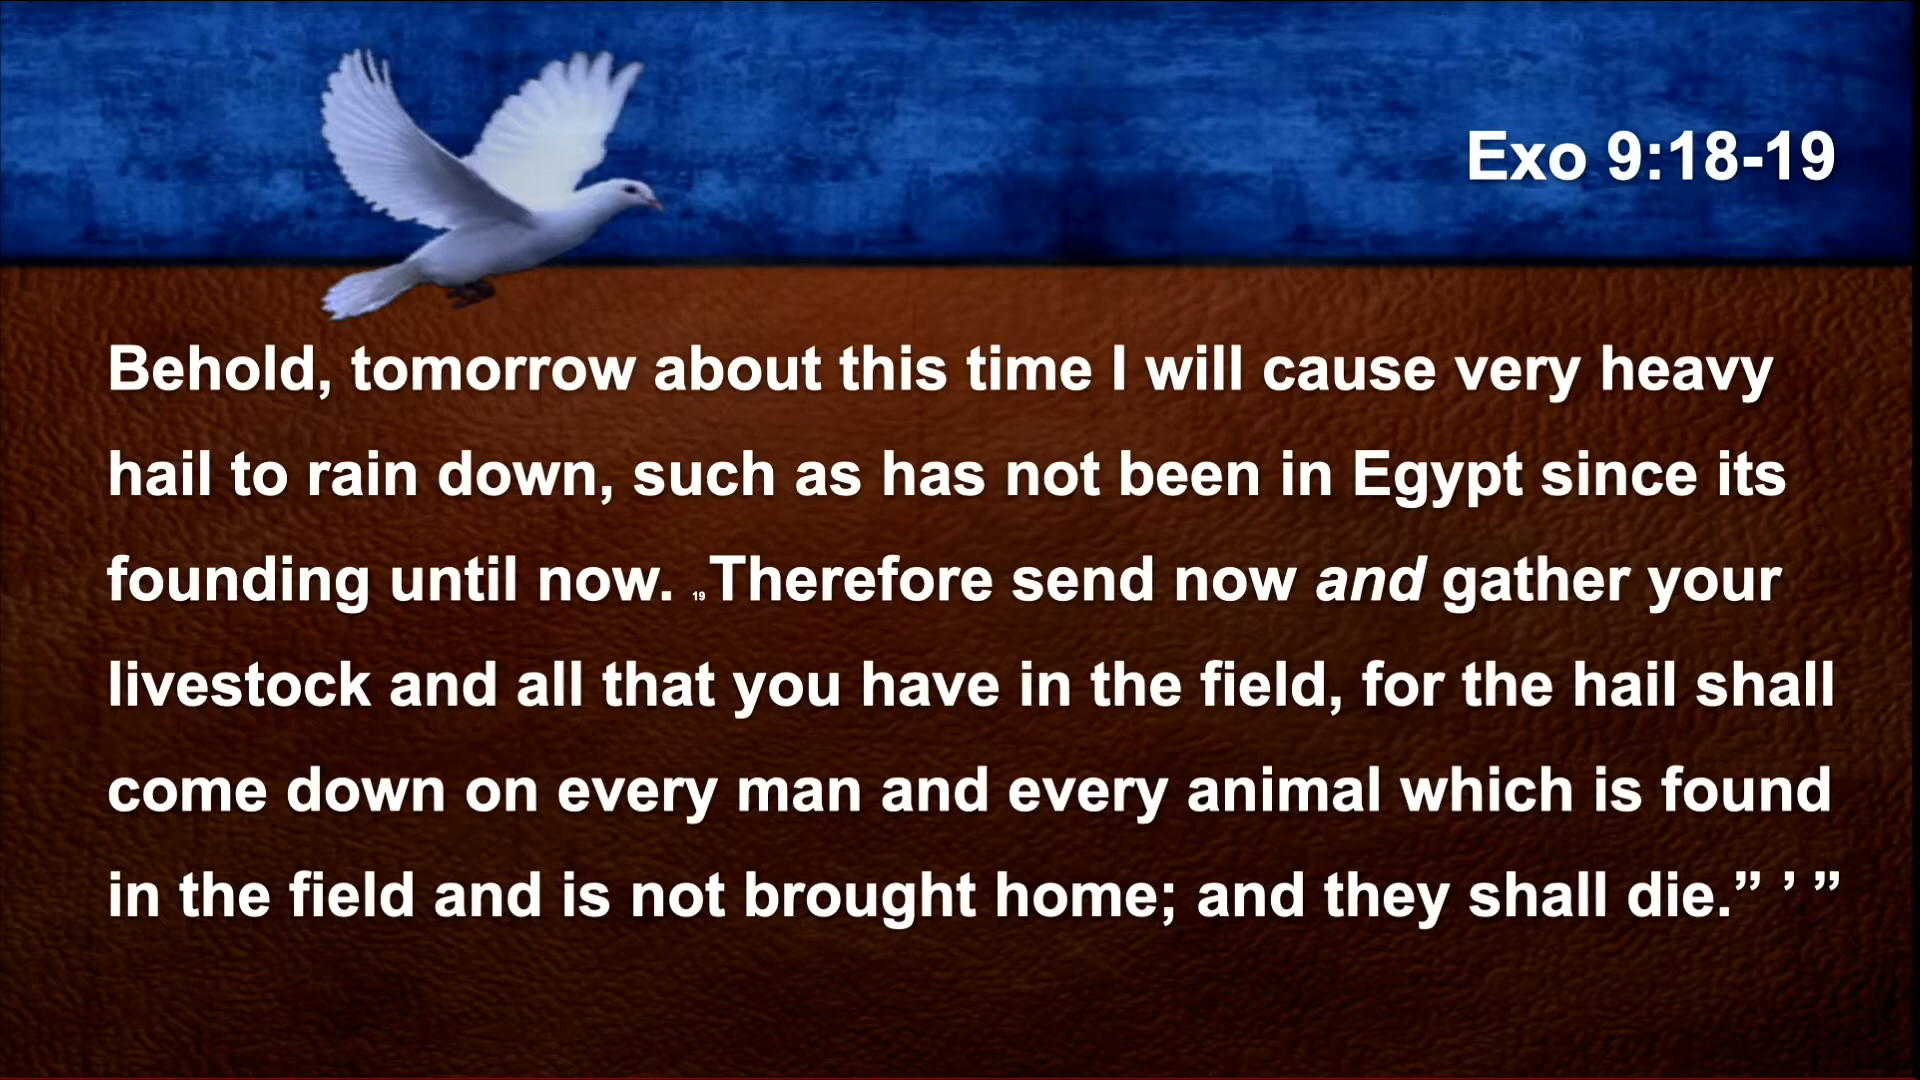 Exo 9:18-19
Behold, tomorrow about this time I will cause very heavy
hail to rain down, such as has not been in Egypt since its
founding until now. 19 Therefore send now and gather your
livestock and all that you have in the field, for the hail shall
come down on every man and every animal which is found
in the field and is not brought home; and they shall die.” ’ ”